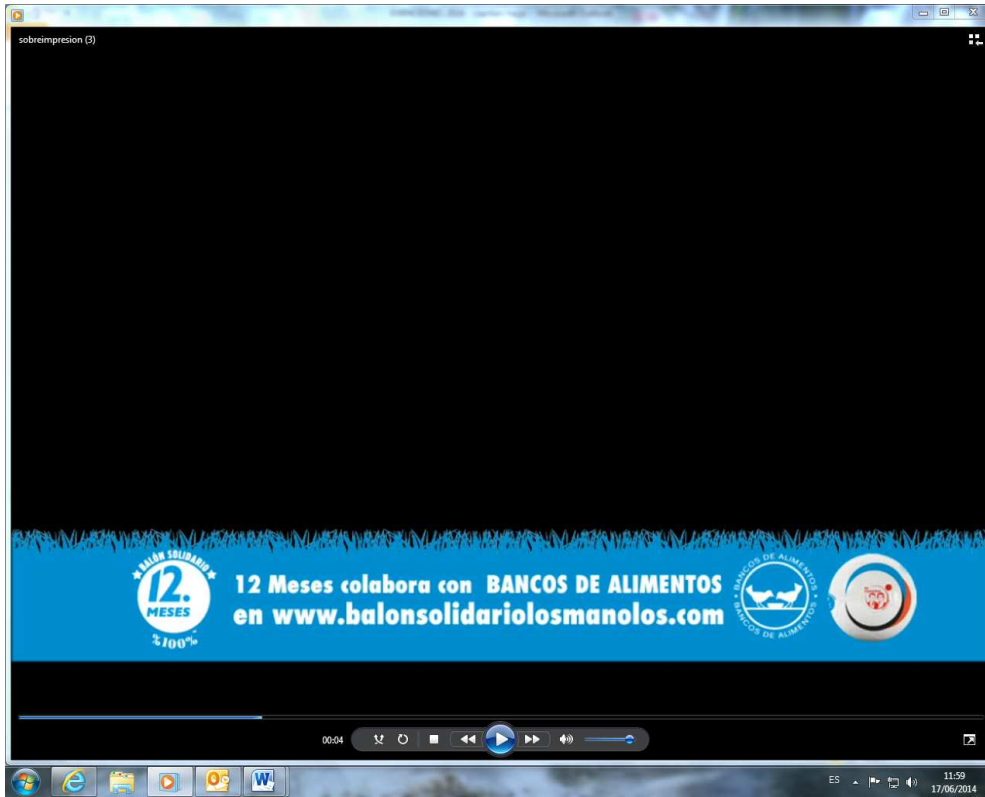 sobreimpresion (3)
BALÓN SOLIDARIO
12.
MESES
%100%
12 Meses colabora con BANCOS DE ALIMENTOS
en www.balonsolidariolosmanolos.com
BANCOS DE ALIMENTOS
BANCOS DE ALIMENTOS
00:04
ES
11:59
17/06/2014